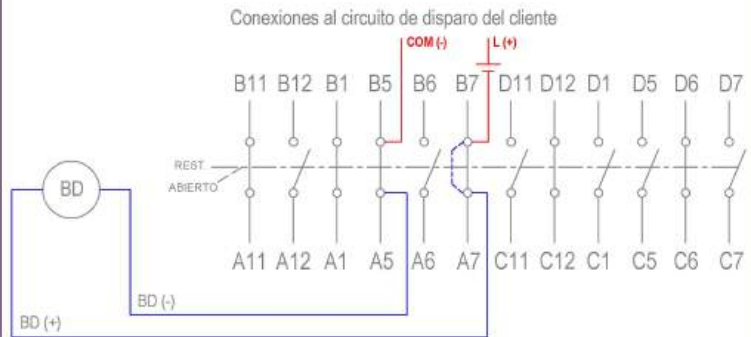 Conexiones al circuito de disparo del cliente
COM (-)
L (+)
B11 B12 B1 B5 B6 B7 D11 D12 D1 D5 D6 D7
REST.
ABIERTO
BD
A11 A12 A1 A5 A6 A7 C11 C12 C1 C5 C6 C7
BD (-)
BD (+)